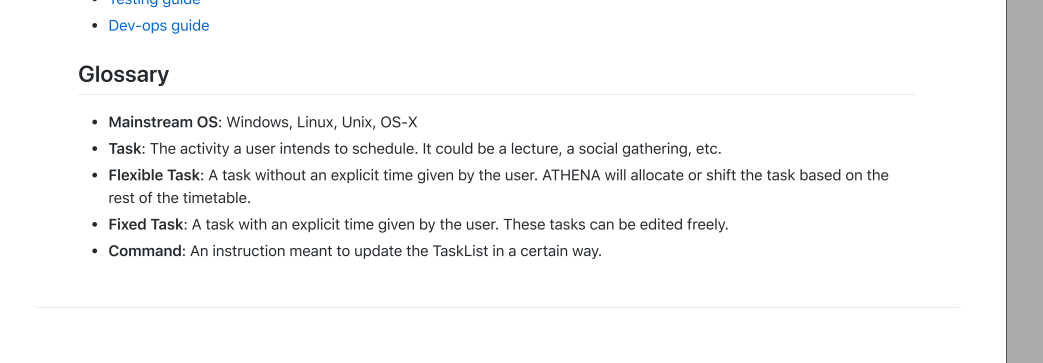 Testing guide
Dev-ops guide
Glossary
Mainstream OS: Windows, Linux, Unix, OS-X
Task: The activity a user intends to schedule. It could be a lecture, a social gathering, etc.
Flexible Task: A task without an explicit time given by the user. ATHENA will allocate or shift the task based on the
rest of the timetable.
Fixed Task: A task with an explicit time given by the user. These tasks can be edited freely.
Command: An instruction meant to update the TaskList in a certain way.